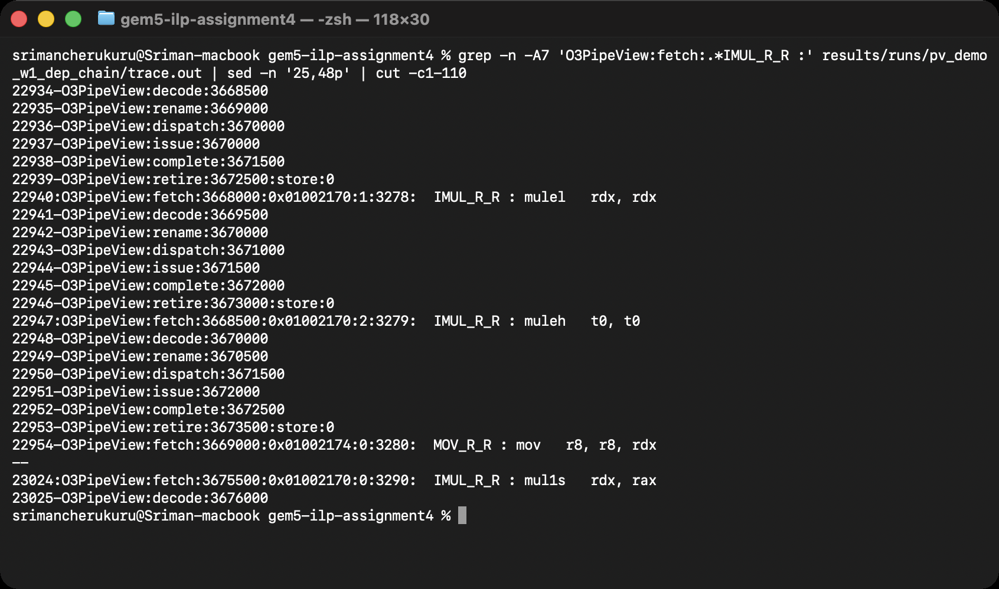 gem5-ilp-assignment4 — -zsh — 118×30
srimancherukuru@Sriman-macbook gem5-ilp-assignment4 % grep -n -A7 'O3PipeView:fetch:.*IMUL_R_R :' results/runs/pv_demo
_w1_dep_chain/trace.out | sed -n '25,48p' | cut -c1-110
22934-O3PipeView:decode:3668500
22935-O3PipeView:rename:3669000
22936-O3PipeView:dispatch:3670000
22937-O3PipeView:issue:3670000
22938-O3PipeView:complete:3671500
22939-O3PipeView:retire:3672500:store:0
22940:O3PipeView:fetch:3668000:0x01002170:1:3278:  IMUL_R_R : mulel   rdx, rdx
22941-O3PipeView:decode:3669500
22942-O3PipeView:rename:3670000
22943-O3PipeView:dispatch:3671000
22944-O3PipeView:issue:3671500
22945-O3PipeView:complete:3672000
22946-O3PipeView:retire:3673000:store:0
22947:O3PipeView:fetch:3668500:0x01002170:2:3279:  IMUL_R_R : muleh   t0, t0
22948-O3PipeView:decode:3670000
22949-O3PipeView:rename:3670500
22950-O3PipeView:dispatch:3671500
22951-O3PipeView:issue:3672000
22952-O3PipeView:complete:3672500
22953-O3PipeView:retire:3673500:store:0
22954-O3PipeView:fetch:3669000:0x01002174:0:3280:  MOV_R_R : mov   r8, r8, rdx
--
23024:O3PipeView:fetch:3675500:0x01002170:0:3290:  IMUL_R_R : mul1s   rdx, rax
23025-O3PipeView:decode:3676000
srimancherukuru@Sriman-macbook gem5-ilp-assignment4 %